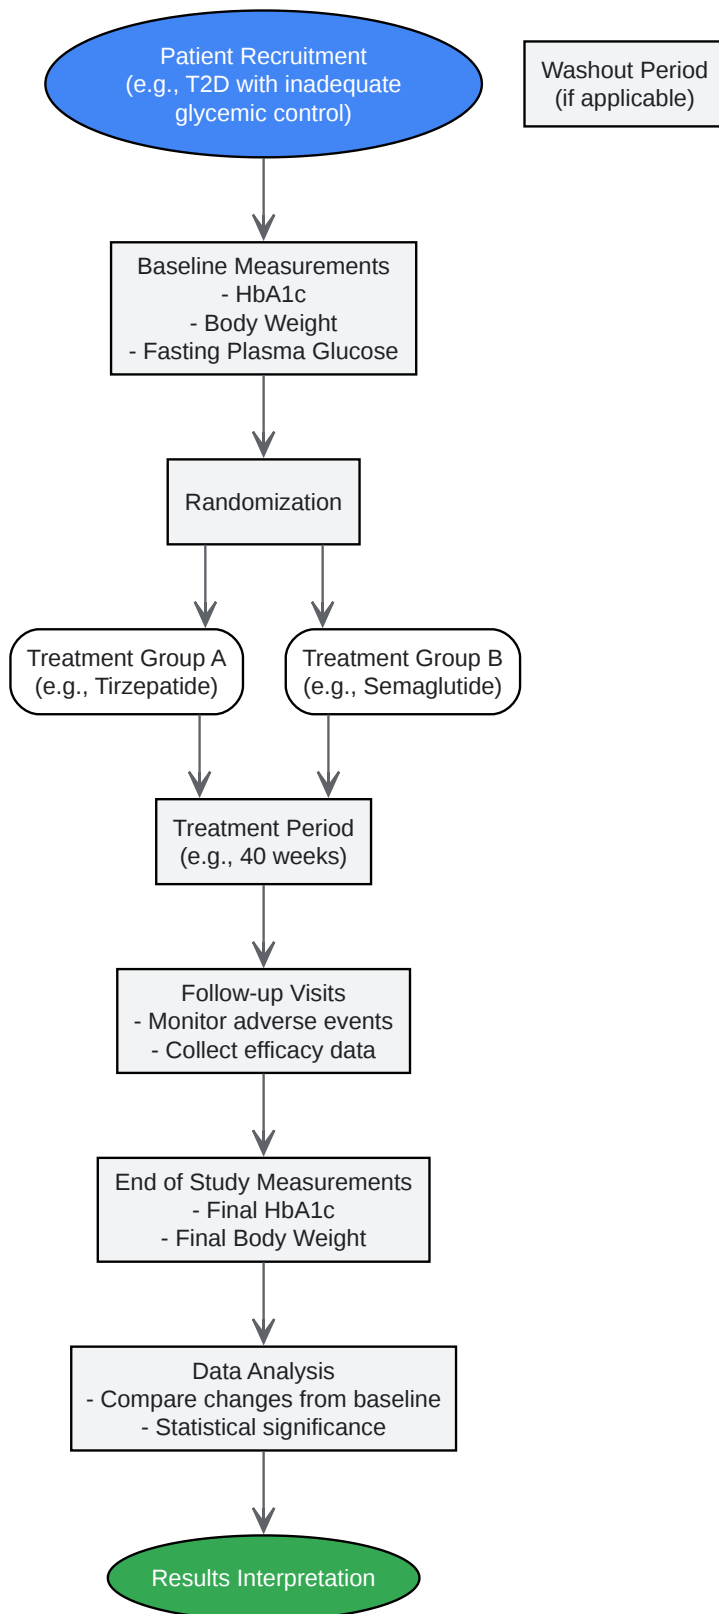 Patient Recruitment
(e.g., T2D with inadequate
glycemic control)
Washout Period
(if applicable)
Baseline Measurements
- HbA1c
- Body Weight
- Fasting Plasma Glucose
Randomization
Treatment Group A
(e.g., Tirzepatide)
Treatment Group B
(e.g., Semaglutide)
Treatment Period
(e.g., 40 weeks)
Follow-up Visits
- Monitor adverse events
- Collect efficacy data
End of Study Measurements
- Final HbA1c
- Final Body Weight
Data Analysis
- Compare changes from baseline
- Statistical significance
Results Interpretation